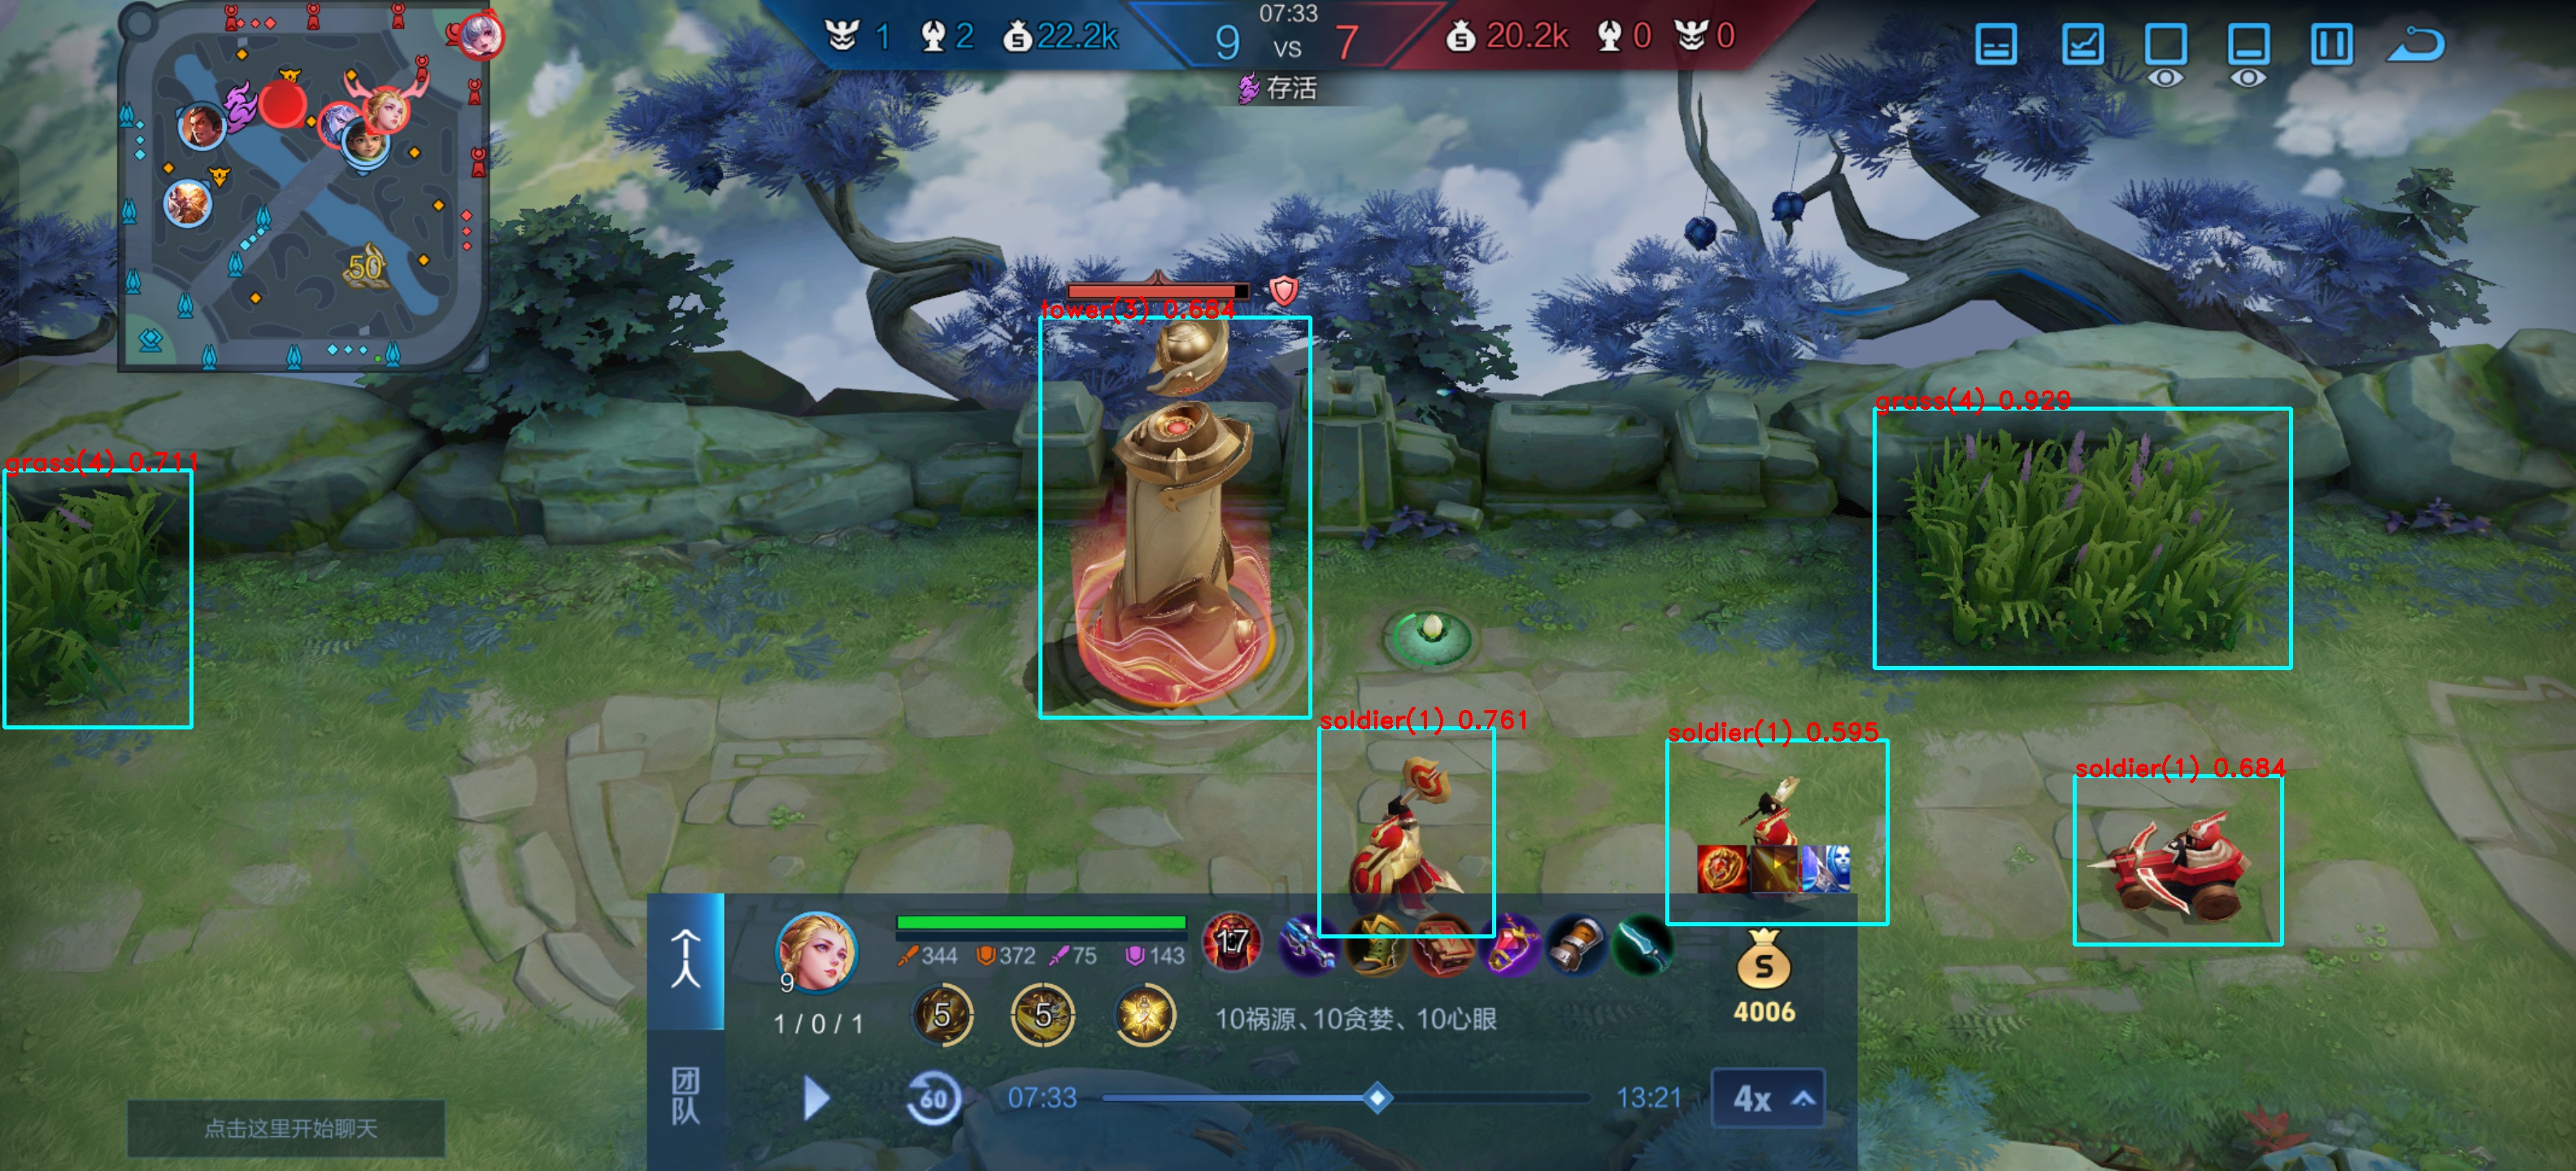 07:33
1 2 22.2k 9 VS 7 20.2k 0 0
存活
50
tower(3) 0.684
grass(4) 0.929
grass(4) 0.711
soldier(1) 0.761
soldier(1) 0.595
soldier(1) 0.684
个人
9
344 372 75 143
17
1/0/1
5 5
10祸源、10贪婪、10心眼
S
4006
团队
60 07:33 13:21 4x
点击这里开始聊天